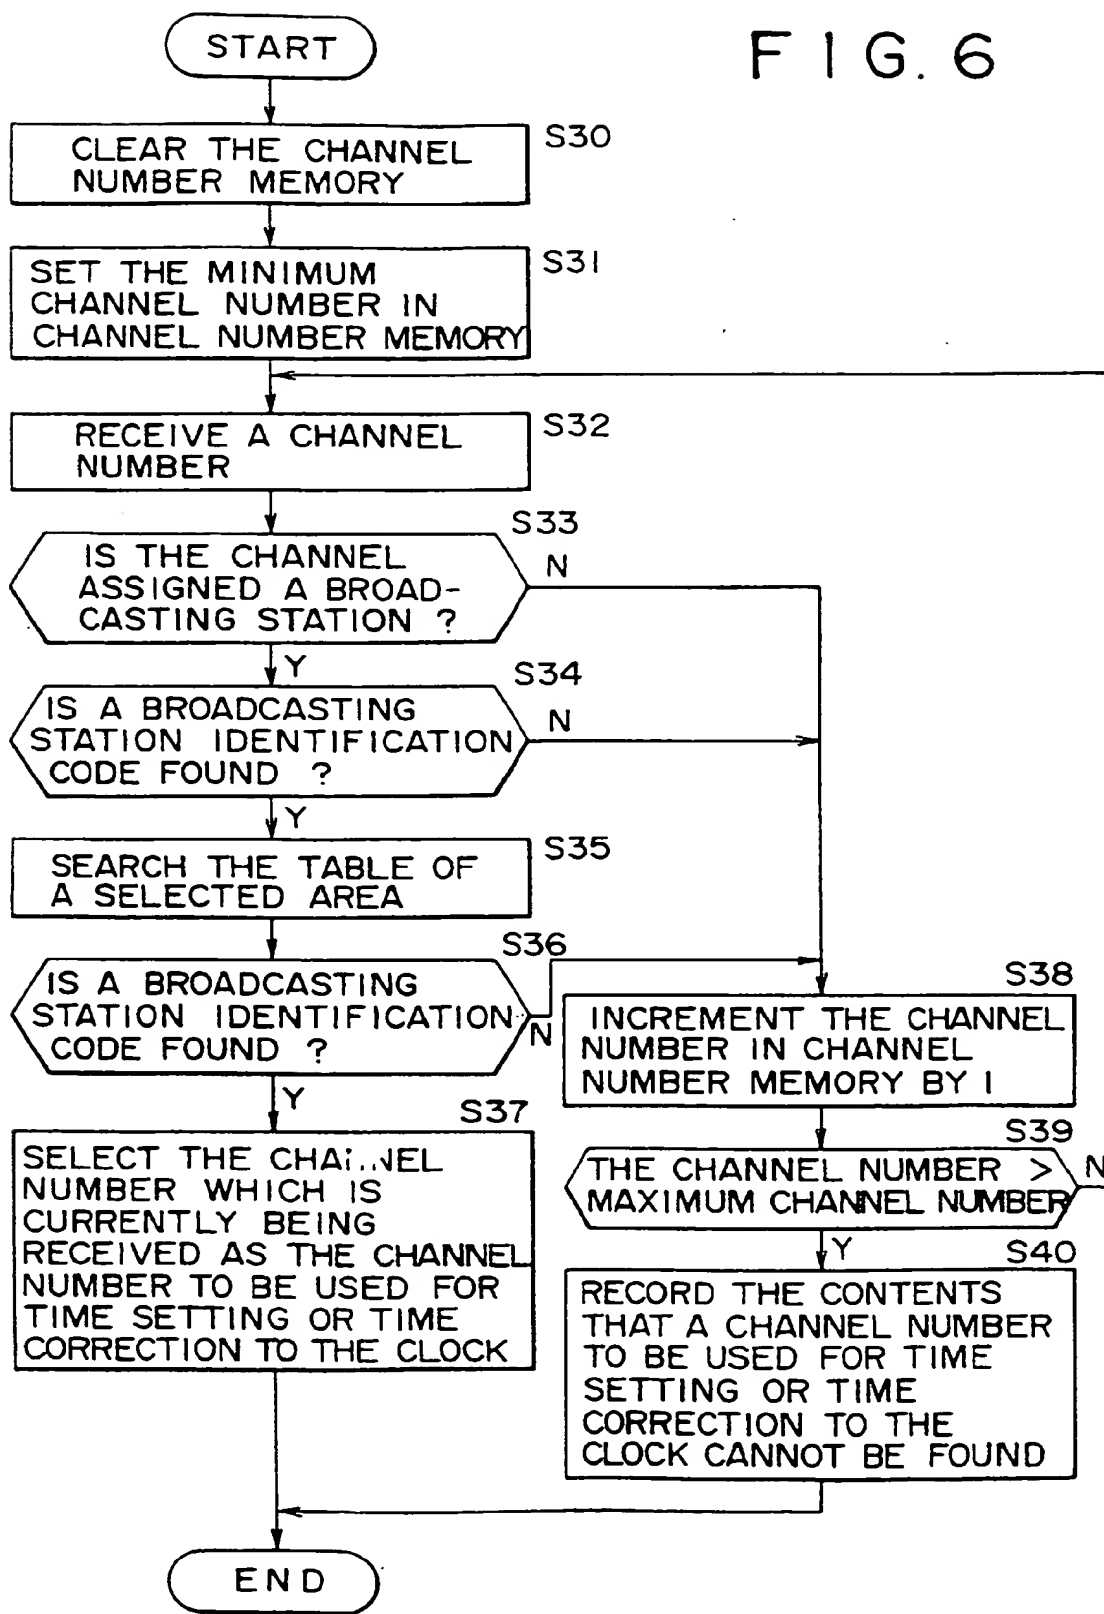 START
F I G. 6
S30
CLEAR THE CHANNEL
NUMBER MEMORY
S31
SET THE MINIMUM
CHANNEL NUMBER IN
CHANNEL NUMBER MEMORY
S32
RECEIVE A CHANNEL
NUMBER
S33
IS THE CHANNEL
ASSIGNED A BROAD-
CASTING STATION ?
N
Y
S34
IS A BROADCASTING
STATION IDENTIFICATION
CODE FOUND ?
N
Y
S35
SEARCH THE TABLE OF
A SELECTED AREA
S36
IS A BROADCASTING
STATION IDENTIFICATION
CODE FOUND ?
N
Y
S37
SELECT THE CHANNEL
NUMBER WHICH IS
CURRENTLY BEING
RECEIVED AS THE CHANNEL
NUMBER TO BE USED FOR
TIME SETTING OR TIME
CORRECTION TO THE CLOCK
S38
INCREMENT THE CHANNEL
NUMBER IN CHANNEL
NUMBER MEMORY BY 1
S39
THE CHANNEL NUMBER >
MAXIMUM CHANNEL NUMBER
N
Y
S40
RECORD THE CONTENTS
THAT A CHANNEL NUMBER
TO BE USED FOR TIME
SETTING OR TIME
CORRECTION TO THE
CLOCK CANNOT BE FOUND
END